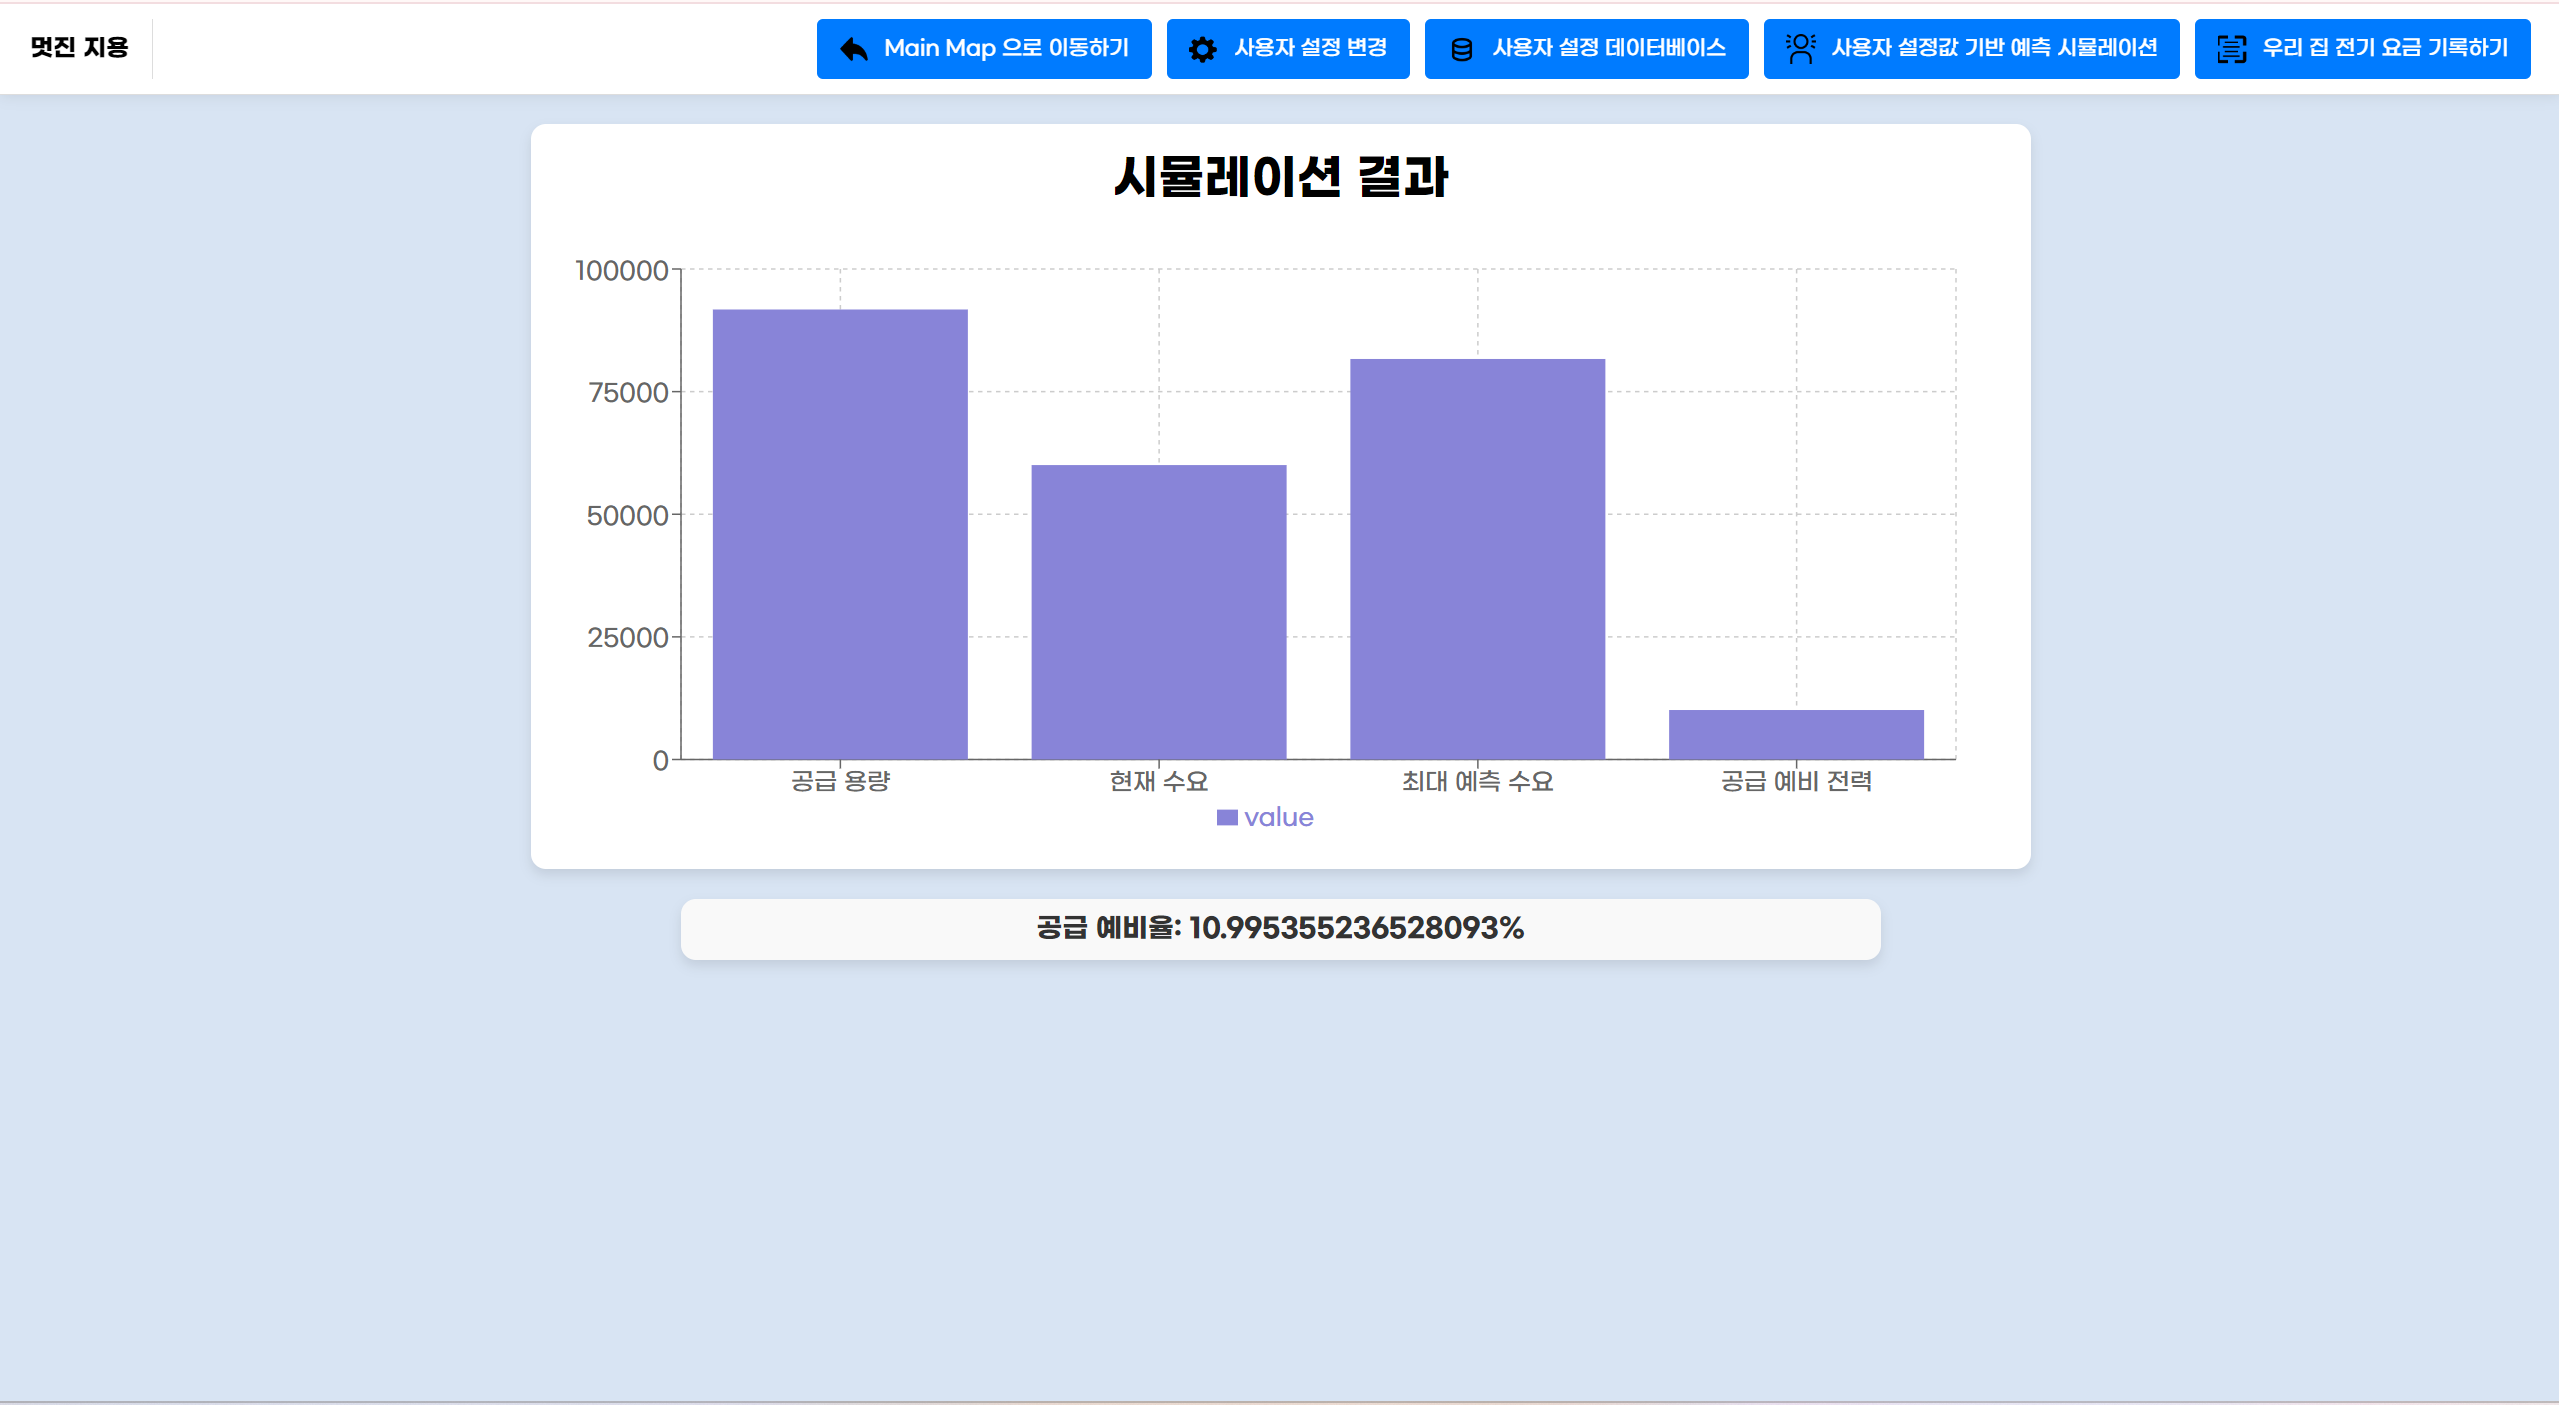 멋진 지용
Main Map 으로 이동하기
사용자 설정 변경
사용자 설정 데이터베이스
사용자 설정값 기반 예측 시뮬레이션
우리 집 전기 요금 기록하기
시뮬레이션 결과
100000
75000
50000
25000
0
공급 용량
현재 수요
최대 예측 수요
공급 예비 전력
value
공급 예비율: 10.995355236528093%